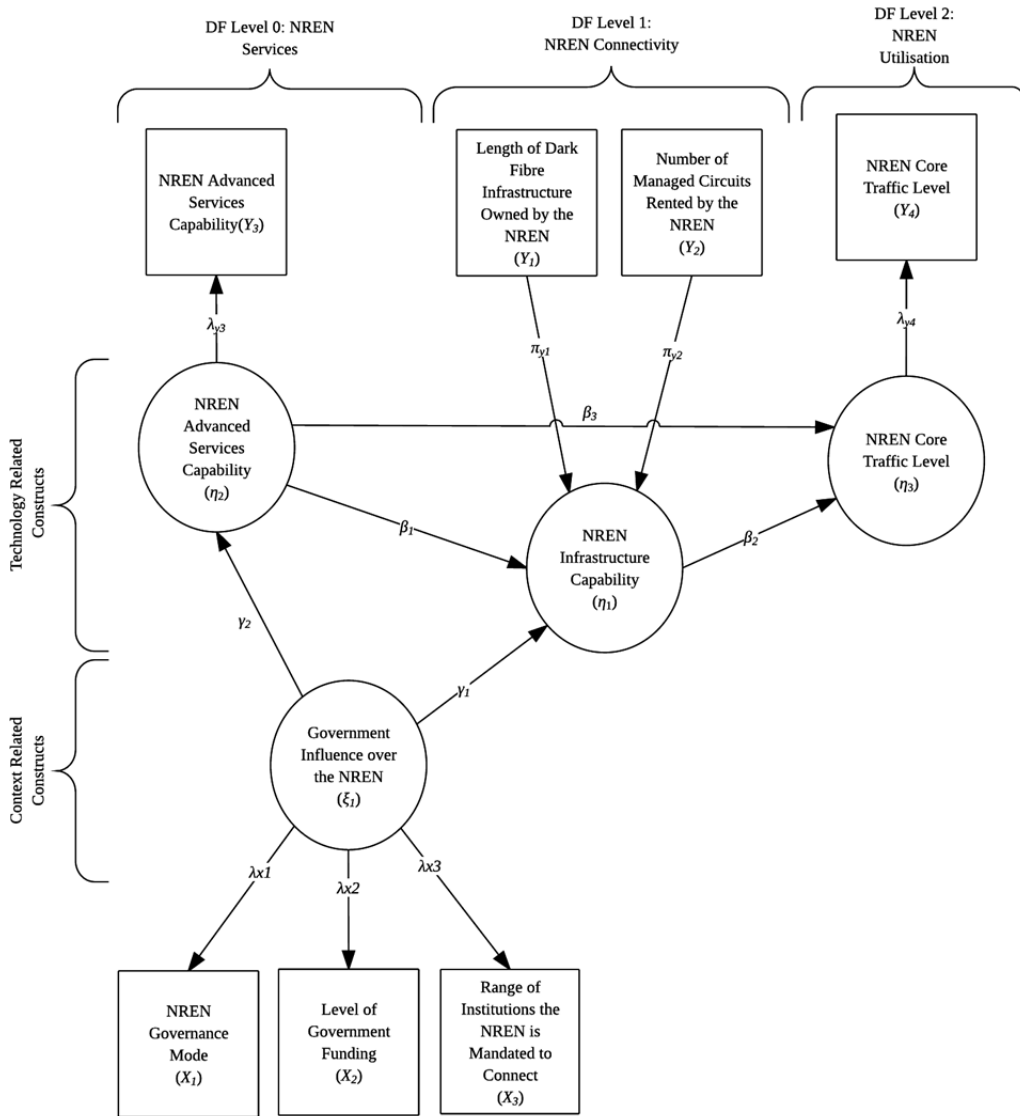 DF Level 0: NREN
Services
DF Level 1:
NREN Connectivity
DF Level 2:
NREN
Utilisation
NREN Advanced
Services
Capability(Y₃)
Length of Dark
Fibre
Infrastructure
Owned by the
NREN
(Y₁)
Number of
Managed Circuits
Rented by the
NREN
(Y₂)
NREN Core
Traffic Level
(Y₄)
λy3
πy1
πy2
λy4
Technology Related
Constructs
NREN
Advanced
Services
Capability
(η₂)
β₃
NREN Core
Traffic Level
(η₃)
β₁
NREN
Infrastructure
Capability
(η₁)
β₂
γ₂
γ₁
Context Related
Constructs
Government
Influence over
the NREN
(ξ₁)
λx1
λx2
λx3
NREN
Governance
Mode
(X₁)
Level of
Government
Funding
(X₂)
Range of
Institutions the
NREN is
Mandated to
Connect
(X₃)